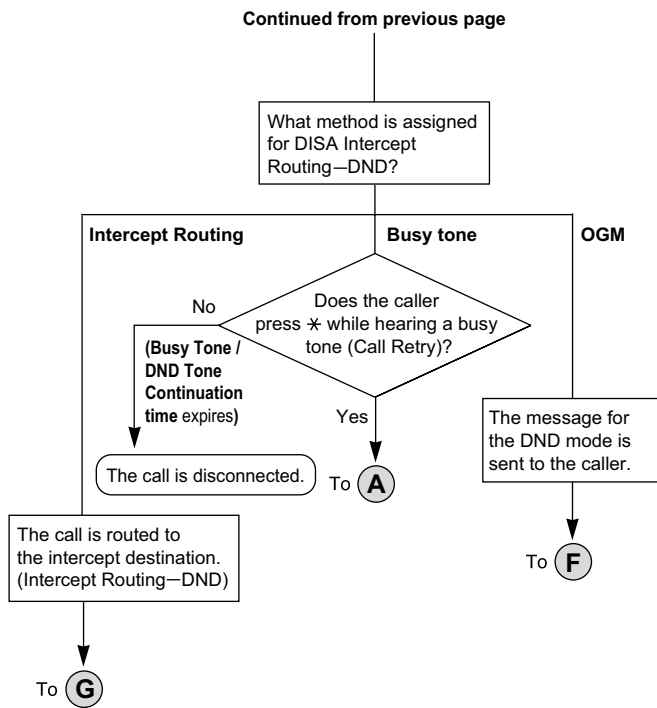 Continued from previous page
What method is assigned
for DISA Intercept
Routing—DND?
Intercept Routing
Busy tone
OGM
No
Does the caller
press ✳ while hearing a busy
tone (Call Retry)?
(Busy Tone /
DND Tone
Continuation
time expires)
Yes
The message for
the DND mode is
sent to the caller.
The call is disconnected.
To A
The call is routed to
the intercept destination.
(Intercept Routing—DND)
To F
To G